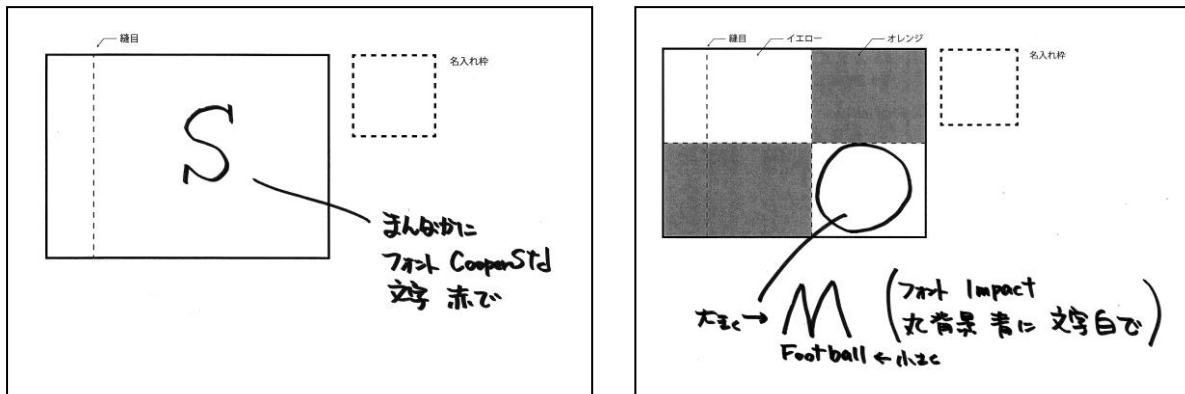 縫目
名入れ枠
S
まんなかに
フォント CooperStd
文字 赤で
縫目
イエロー
オレンジ
名入れ枠
大きく→ M
Football ←小さく
(フォント Impact
丸背景 青に 文字白で)